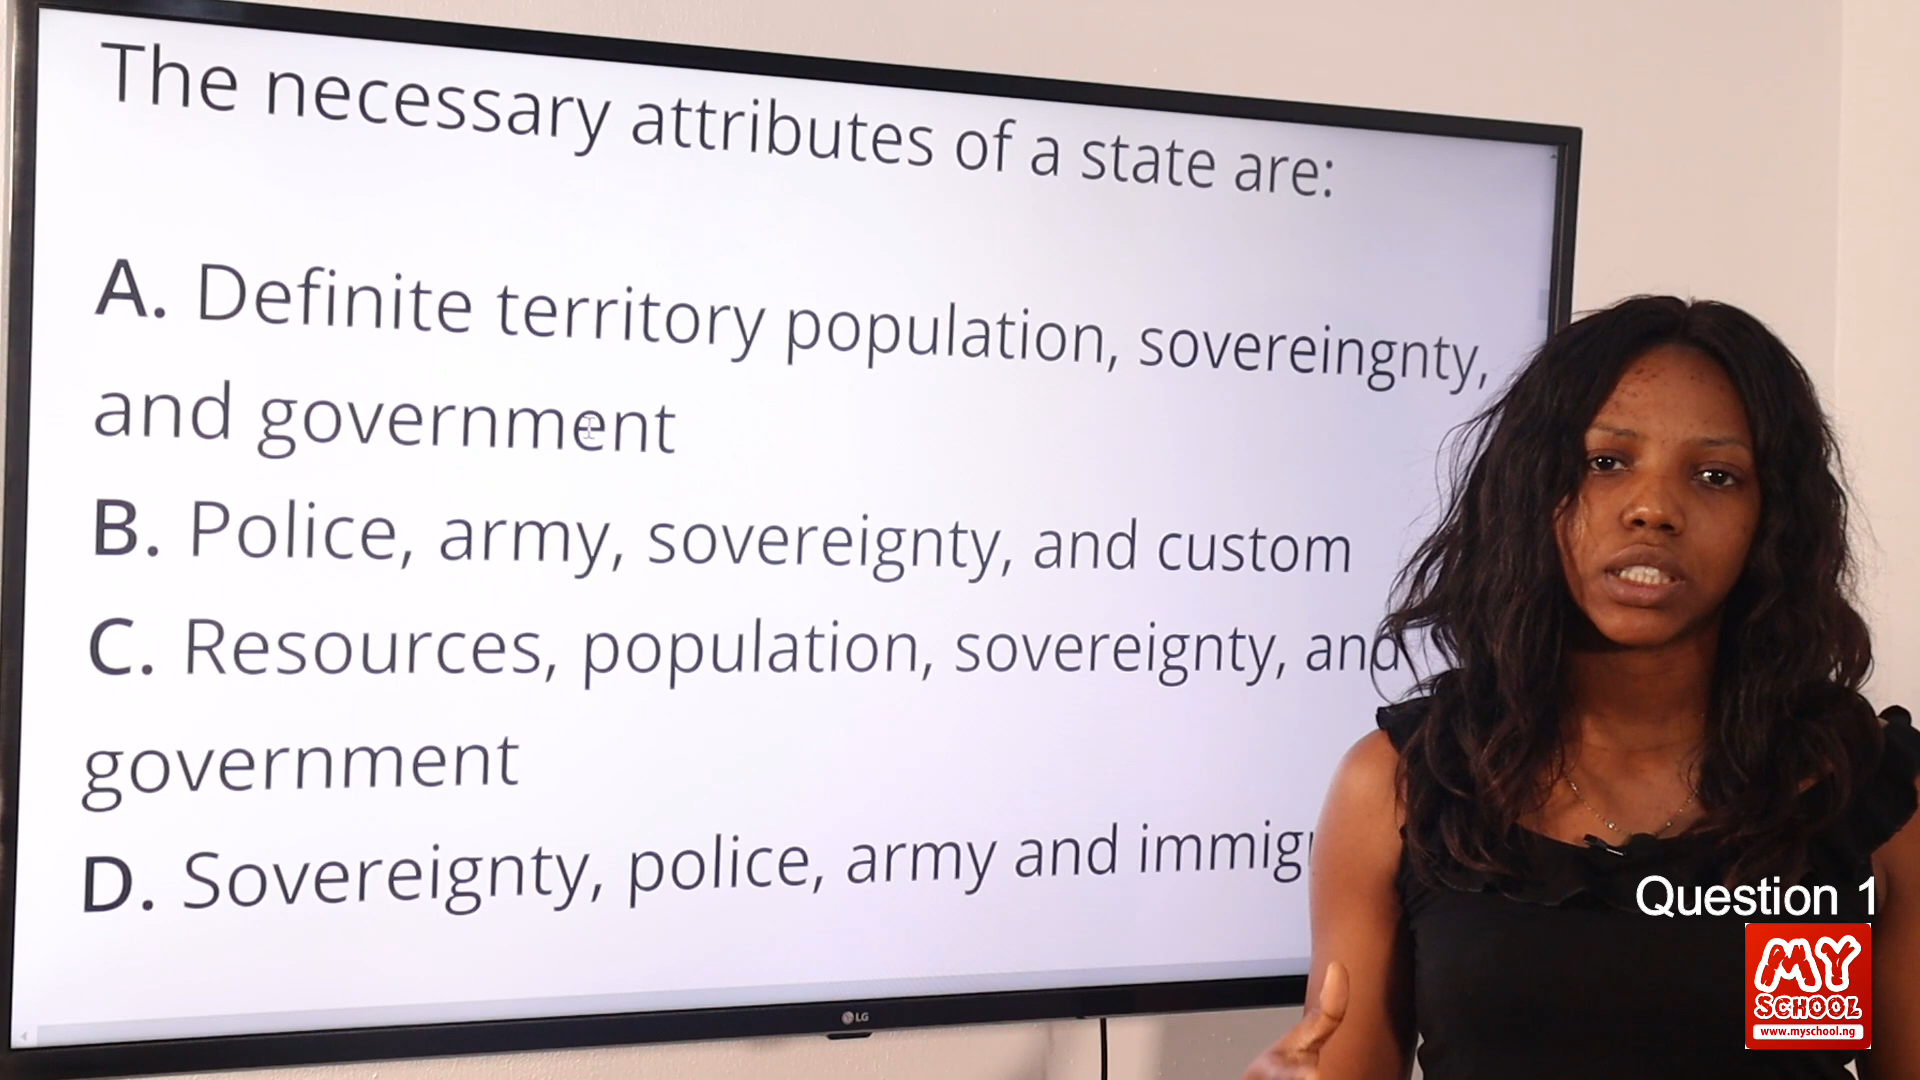 The necessary attributes of a state are:
A. Definite territory population, sovereingnty,
and government
B. Police, army, sovereignty, and custom
C. Resources, population, sovereignty, and
government
D. Sovereignty, police, army and
LG
Question 1
MY
SCHOOL
www.myschool.ng